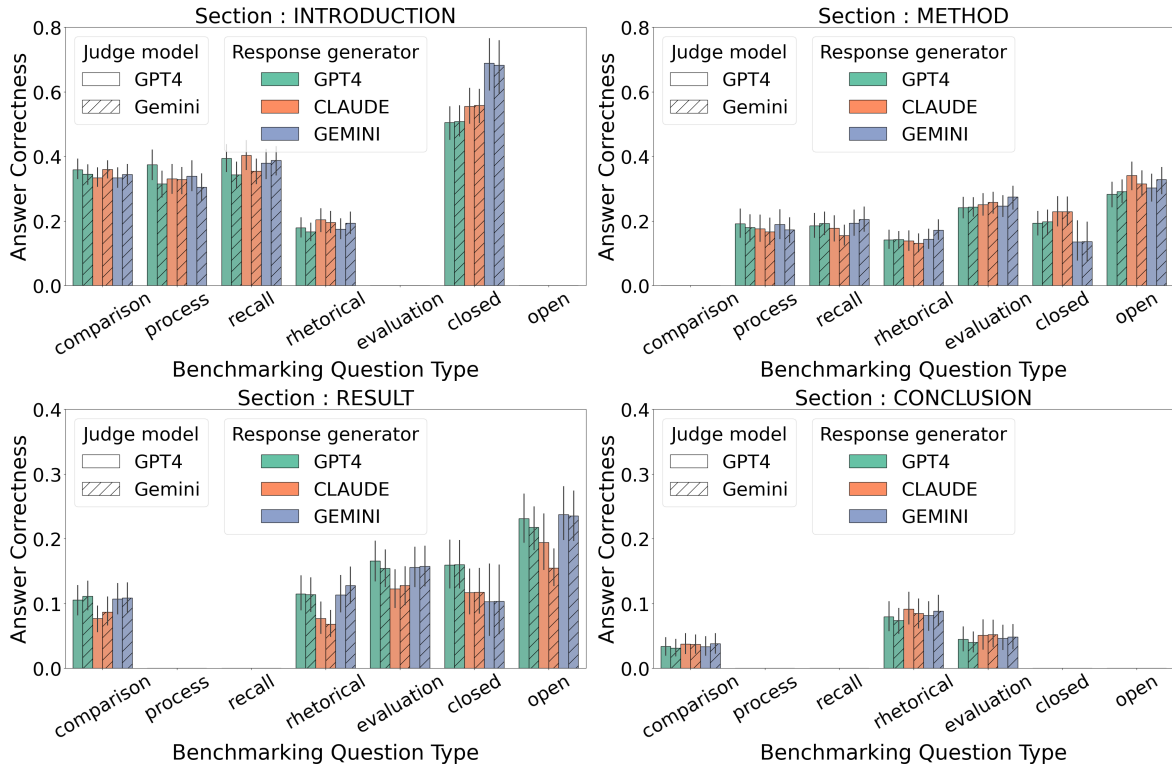 Section : INTRODUCTION
Answer Correctness
0.8
0.6
0.4
0.2
0.0
Judge model
GPT4
Gemini
Response generator
GPT4
CLAUDE
GEMINI
comparison
process
recall
rhetorical
evaluation
closed
open
Benchmarking Question Type
Section : METHOD
Answer Correctness
0.8
0.6
0.4
0.2
0.0
Judge model
GPT4
Gemini
Response generator
GPT4
CLAUDE
GEMINI
comparison
process
recall
rhetorical
evaluation
closed
open
Benchmarking Question Type
Section : RESULT
Answer Correctness
0.4
0.3
0.2
0.1
0.0
Judge model
GPT4
Gemini
Response generator
GPT4
CLAUDE
GEMINI
comparison
process
recall
rhetorical
evaluation
closed
open
Benchmarking Question Type
Section : CONCLUSION
Answer Correctness
0.4
0.3
0.2
0.1
0.0
Judge model
GPT4
Gemini
Response generator
GPT4
CLAUDE
GEMINI
comparison
process
recall
rhetorical
evaluation
closed
open
Benchmarking Question Type